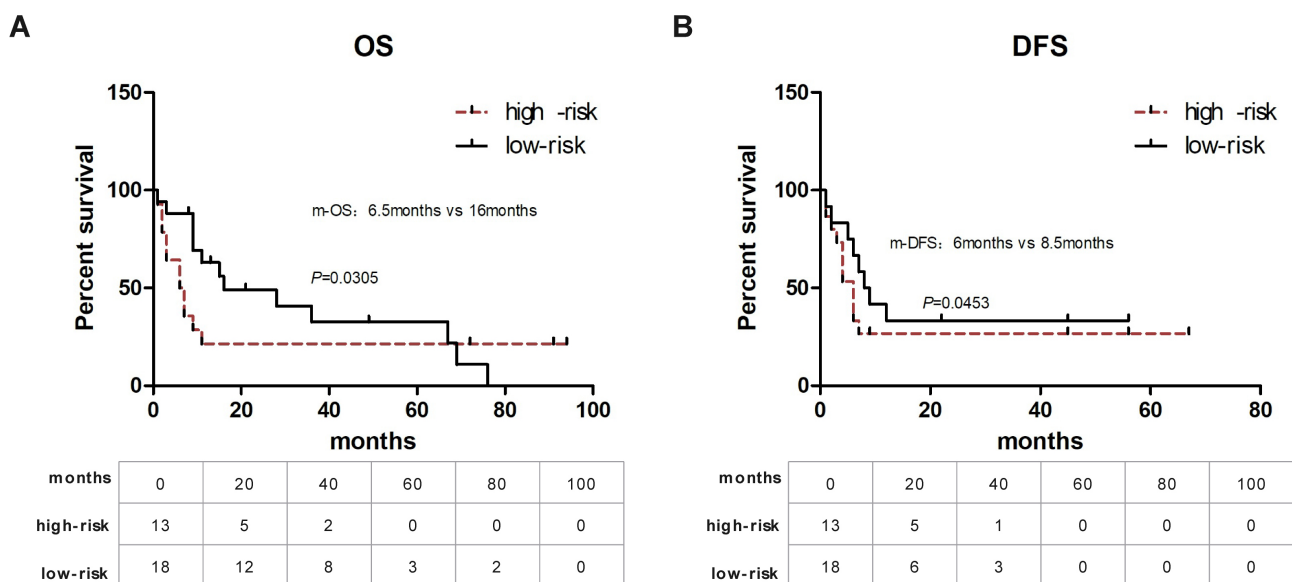 A
OS
150
100
50
0
Percent survival
high -risk
low-risk
m-OS: 6.5months vs 16months
P=0.0305
0 20 40 60 80 100
months
months 0 20 40 60 80 100
high-risk 13 5 2 0 0 0
low-risk 18 12 8 3 2 0
B
DFS
150
100
50
0
Percent survival
high -risk
low-risk
m-DFS: 6months vs 8.5months
P=0.0453
0 20 40 60 80
months
months 0 20 40 60 80 100
high-risk 13 5 1 0 0 0
low-risk 18 6 3 0 0 0